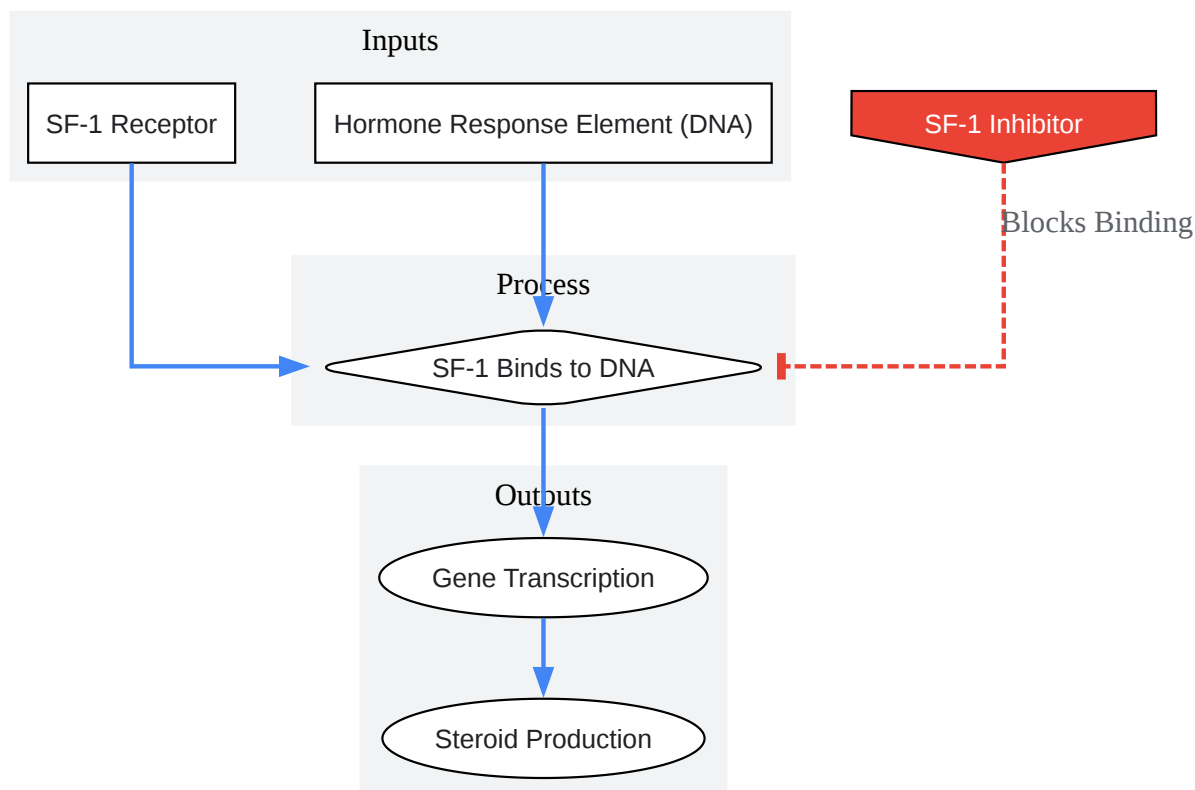 Inputs
SF-1 Receptor
Hormone Response Element (DNA)
SF-1 Inhibitor
Blocks Binding
Process
SF-1 Binds to DNA
Outputs
Gene Transcription
Steroid Production